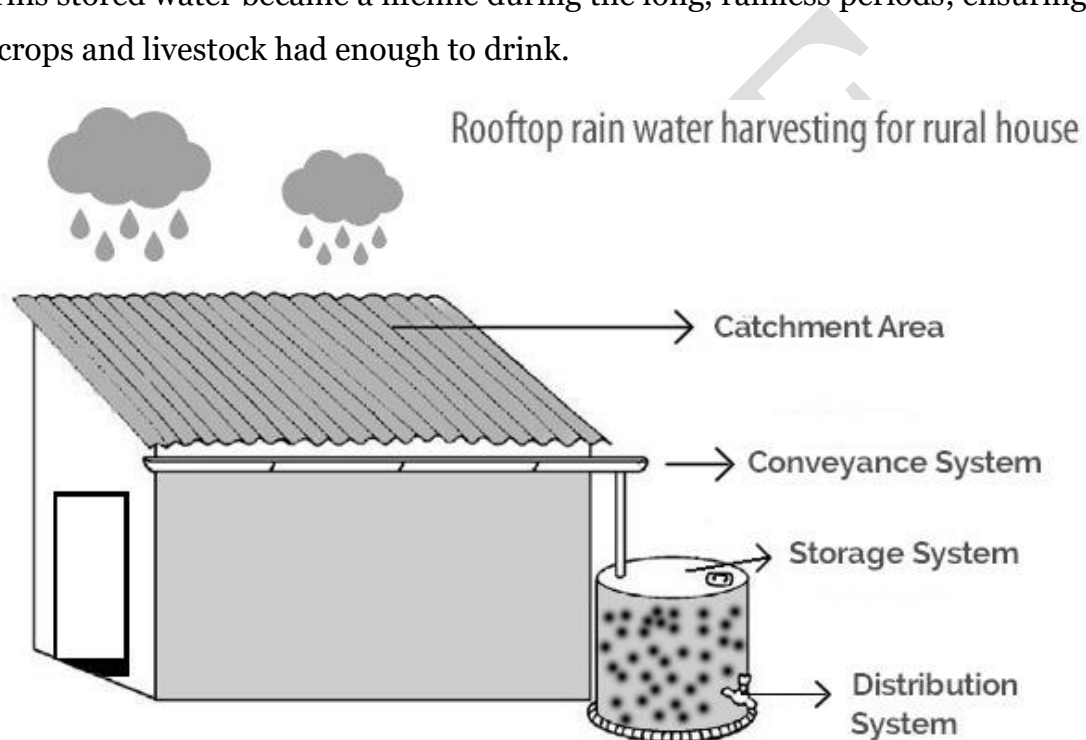 stored water became a lifeline during the long, rainless periods, ensuring
crops and livestock had enough to drink.
Rooftop rain water harvesting for rural house
Catchment Area
Conveyance System
Storage System
Distribution
System